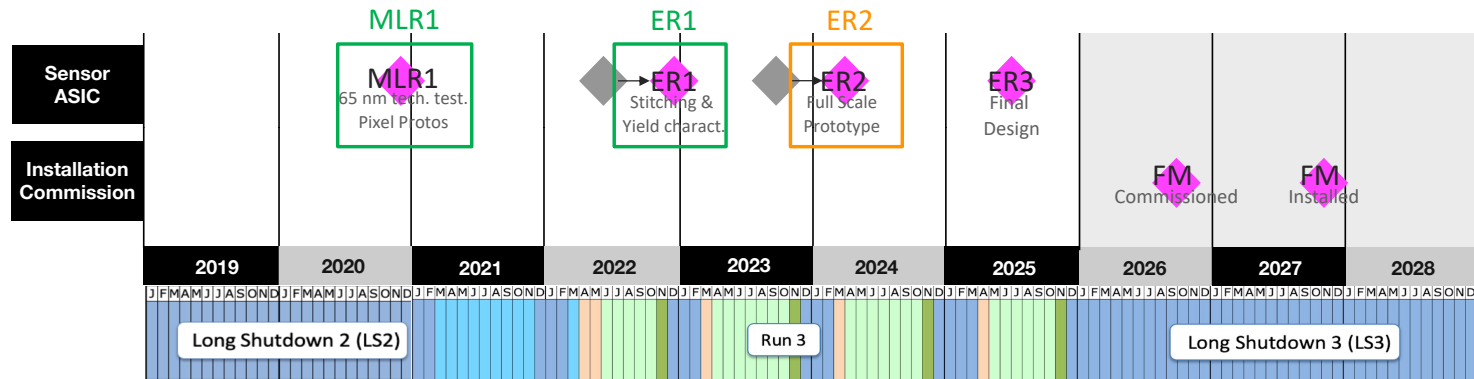 MLR1 ER1 ER2
Sensor
ASIC
MLR1
65 nm tech. test.
Pixel Protos
ER1
Stitching &
Yield charact.
ER2
Full Scale
Prototype
ER3
Final
Design
Installation
Commission
FM
Commissioned
FM
Installed
2019 2020 2021 2022 2023 2024 2025 2026 2027 2028
J F M A M J J A S O N D J F M A M J J A S O N D J F M A M J J A S O N D J F M A M J J A S O N D J F M A M J J A S O N D J F M A M J J A S O N D J F M A M J J A S O N D J F M A M J J A S O N D J F M A M J J A S O N D J F M A M J J A S O N D
Long Shutdown 2 (LS2) Run 3 Long Shutdown 3 (LS3)